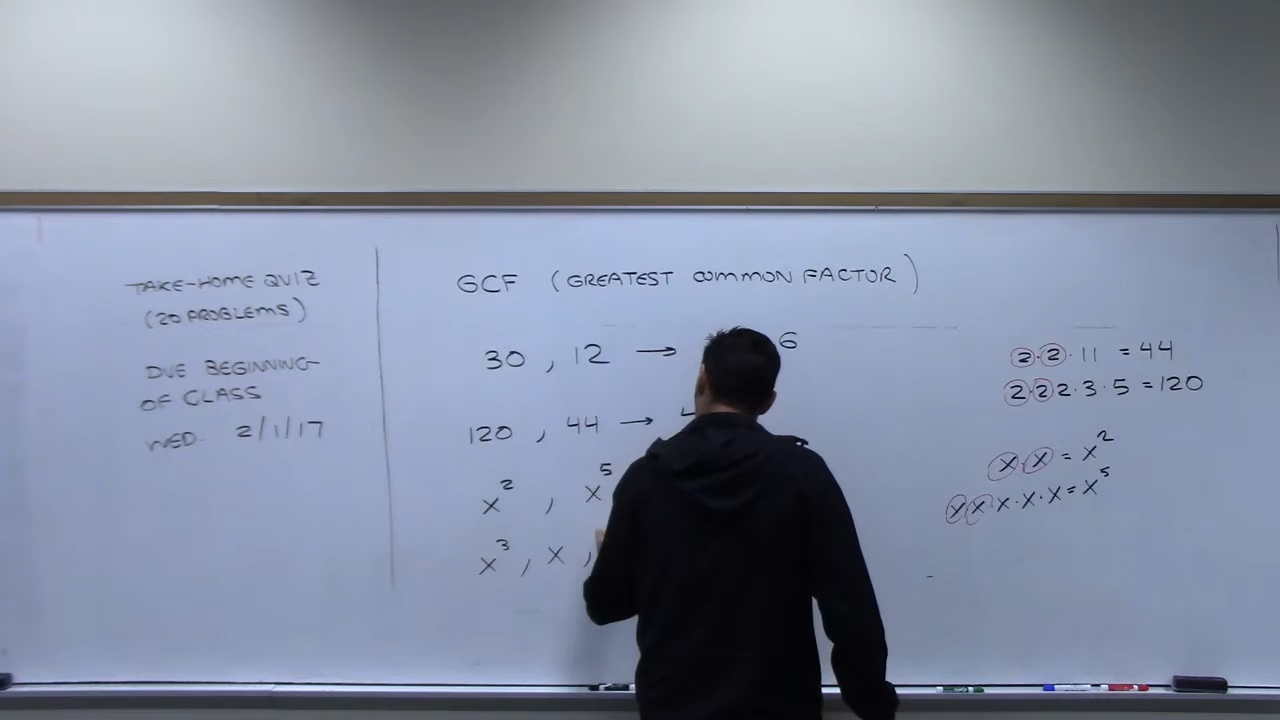 TAKE-HOME QUIZ
(20 PROBLEMS)
DUE BEGINNING
OF CLASS
WED. 2/1/17
GCF (GREATEST COMMON FACTOR)
30 , 12 → 6
120 , 44 →
x² , x⁵
x³ , x ,
2·2·11 = 44
2·2·2·3·5 = 120
x·x = x²
x·x·x·x·x = x⁵